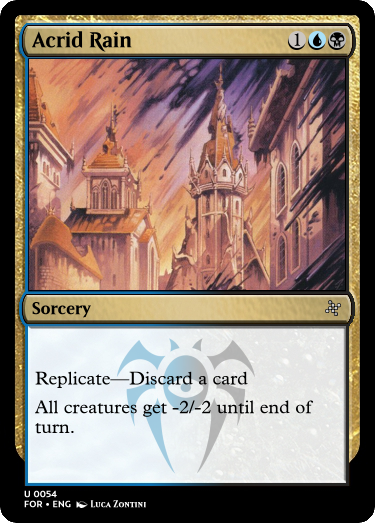 Acrid Rain 1
Sorcery
Replicate—Discard a card
All creatures get -2/-2 until end of
turn.
U 0054
FOR • ENG Luca Zontini